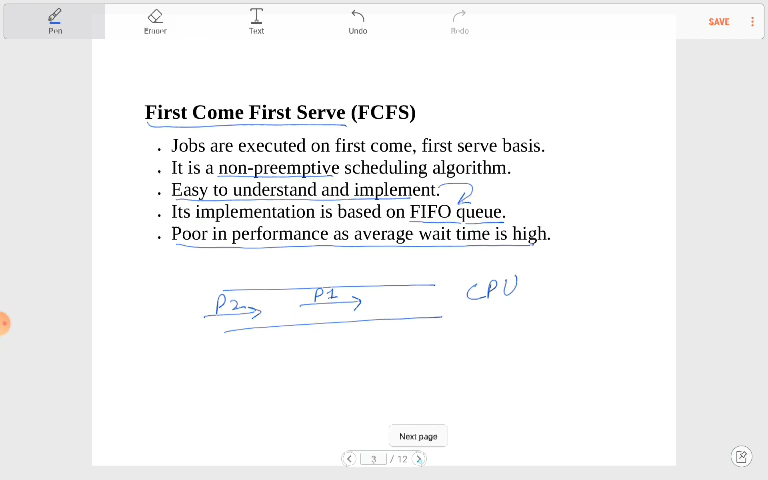 Pen Eraser Text Undo Redo SAVE
First Come First Serve (FCFS)
• Jobs are executed on first come, first serve basis.
• It is a non-preemptive scheduling algorithm.
• Easy to understand and implement.
• Its implementation is based on FIFO queue.
• Poor in performance as average wait time is high.
P2 P1 CPU
Next page
3 / 12